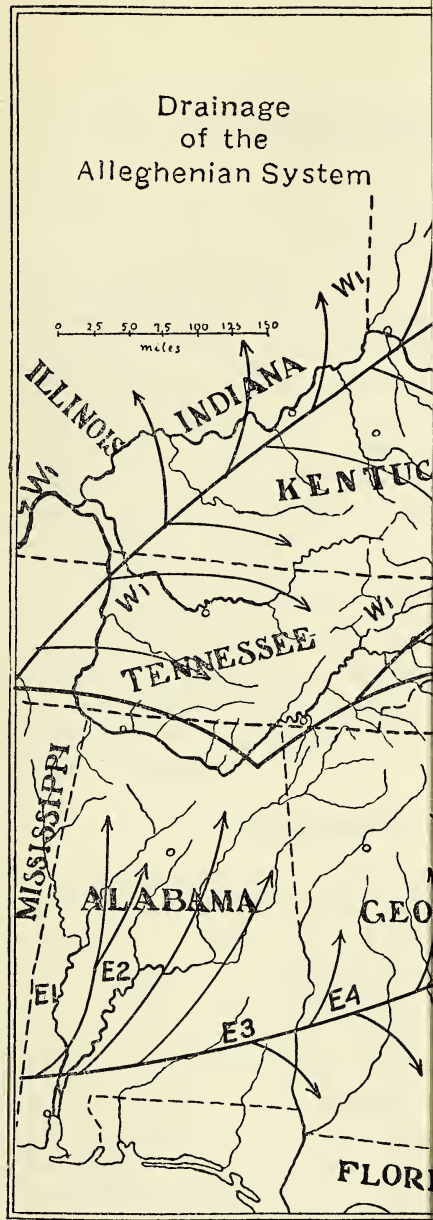 Drainage
of the
Alleghenian System
0 25 50 75 100 125 150
miles
W1
ILLINOIS
INDIANA
KENTUC
W1
W1
W1
TENNESSEE
MISSISSIPPI
ALABAMA
GEO
E1
E2
E3
E4
FLORI